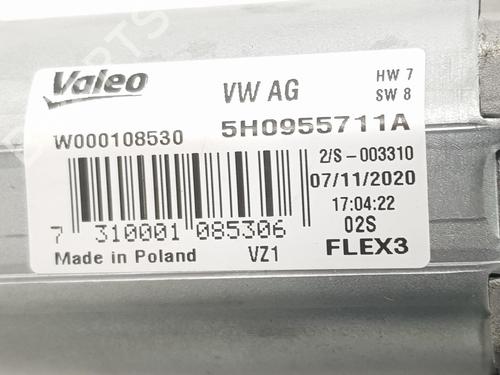 Valeo
VW AG
HW 7
SW 8
W000108530
5H0955711A
2/S-003310
07/11/2020
17:04:22
02S
7 310001 085306
Made in Poland
VZ1
FLEX3